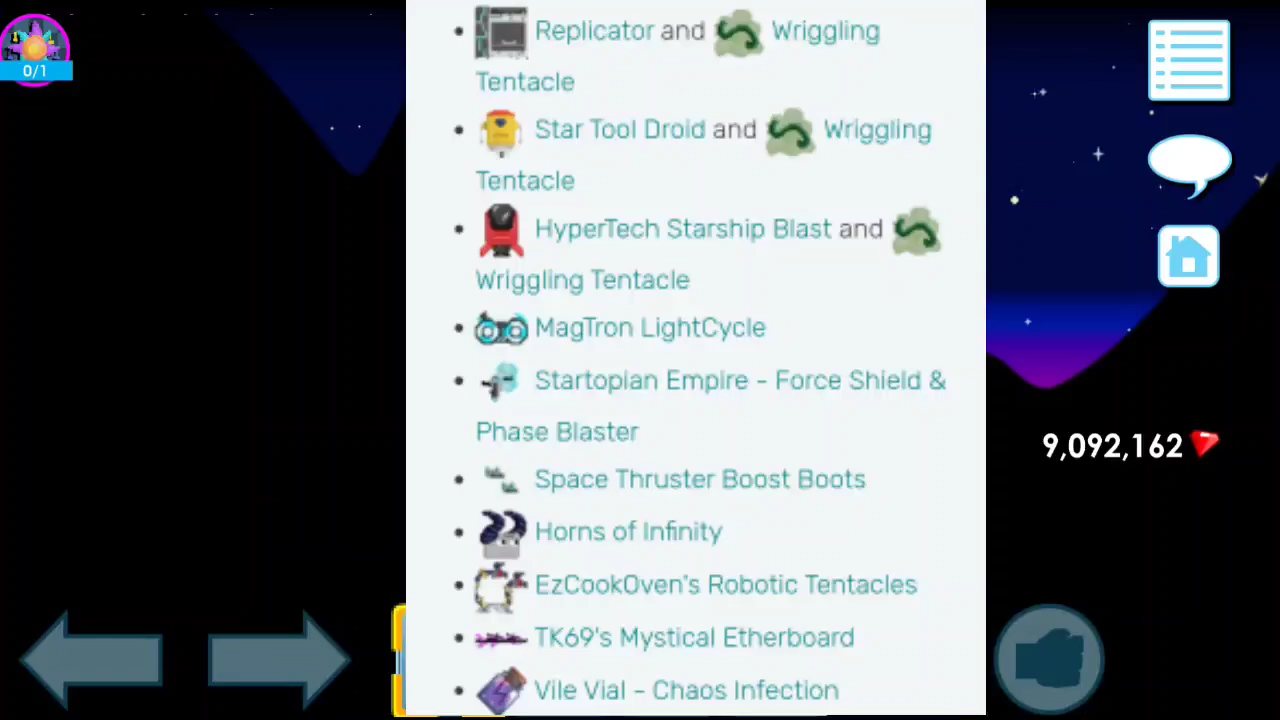 0/1
Replicator and Wriggling
Tentacle
Star Tool Droid and Wriggling
Tentacle
HyperTech Starship Blast and
Wriggling Tentacle
MagTron LightCycle
Startopian Empire - Force Shield &
Phase Blaster
Space Thruster Boost Boots
Horns of Infinity
EzCookOven's Robotic Tentacles
TK69's Mystical Etherboard
Vile Vial - Chaos Infection
9,092,162